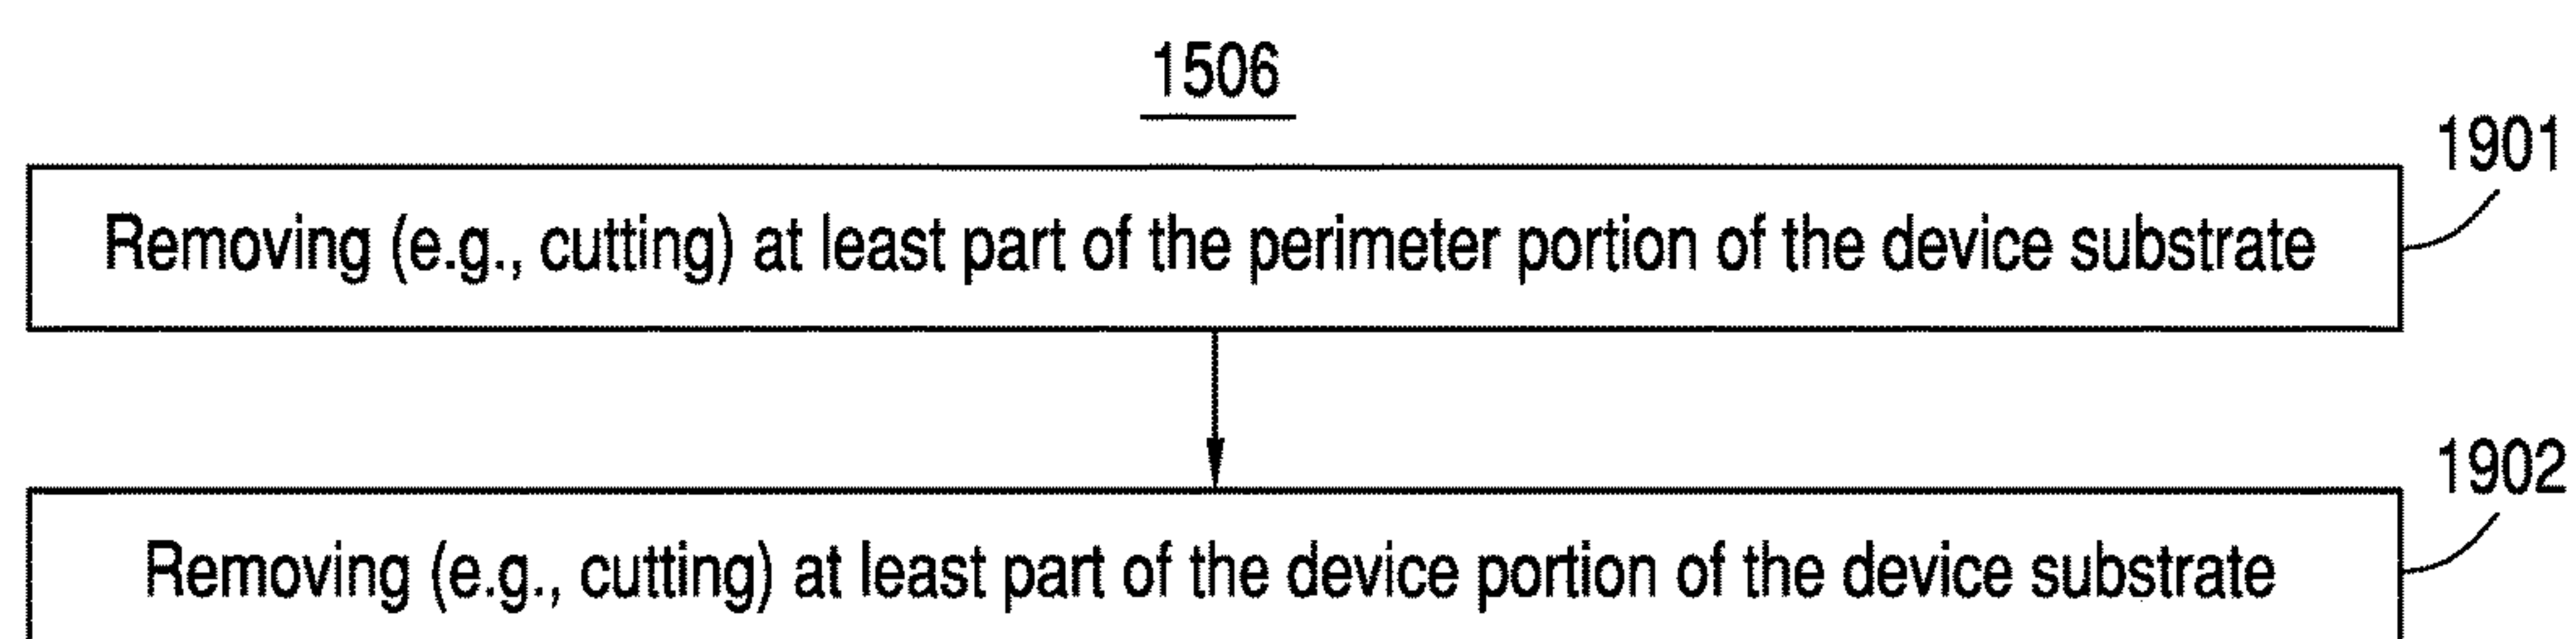 1506
1901
Removing (e.g., cutting) at least part of the perimeter portion of the device substrate
1902
Removing (e.g., cutting) at least part of the device portion of the device substrate